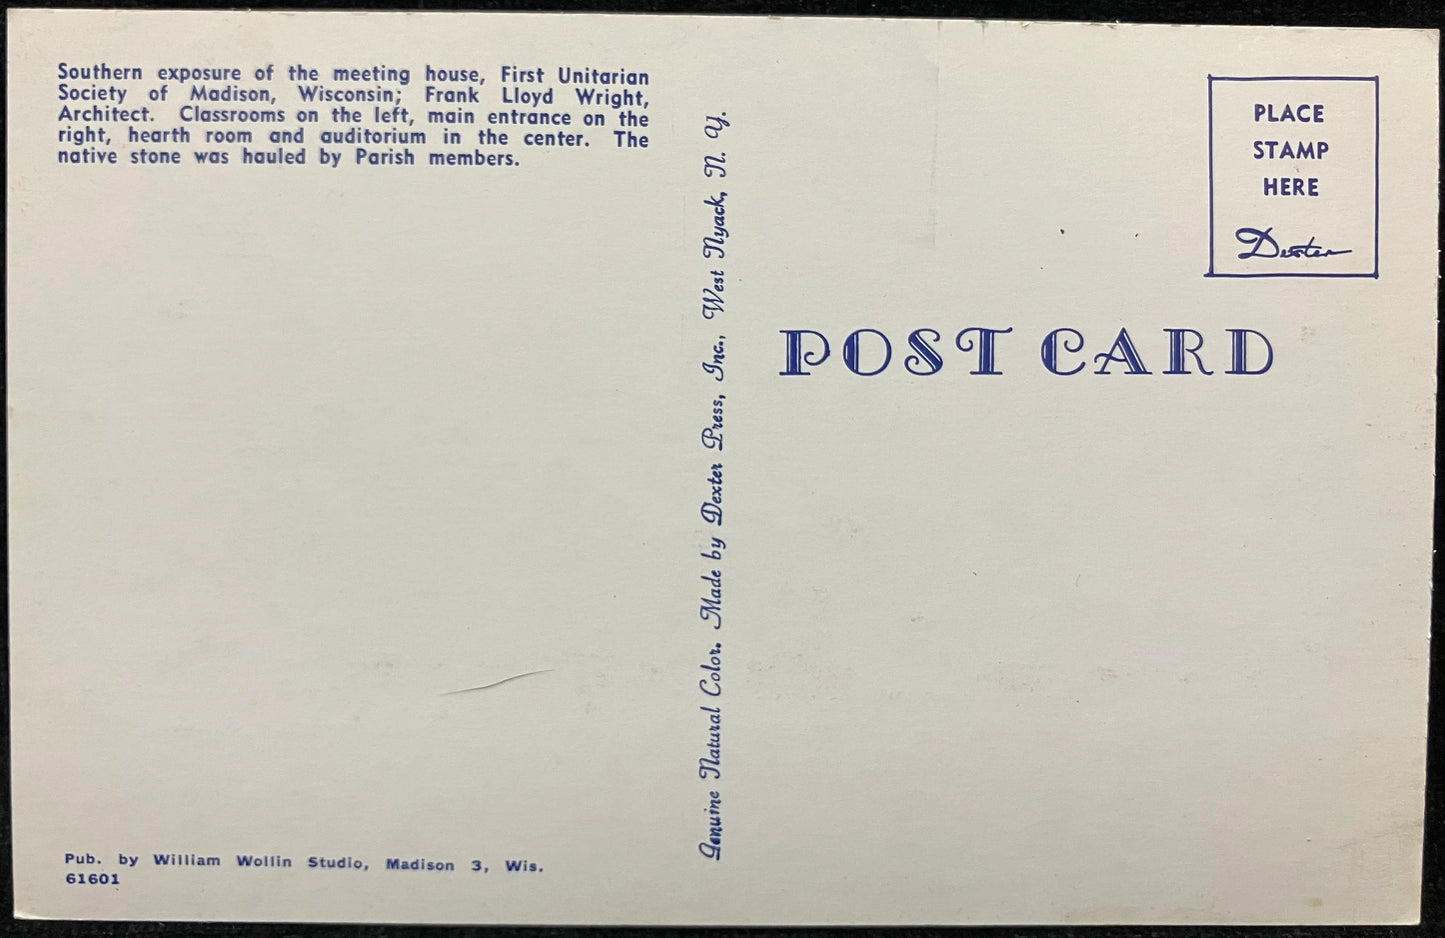 Southern exposure of the meeting house, First Unitarian
Society of Madison, Wisconsin; Frank Lloyd Wright,
Architect. Classrooms on the left, main entrance on the
right, hearth room and auditorium in the center. The
native stone was hauled by Parish members.
Pub. by William Wollin Studio, Madison 3, Wis.
61601
Genuine Natural Color. Made by Dexter Press, Inc., West Nyack, N. Y.
PLACE
STAMP
HERE
Dexter
POST CARD